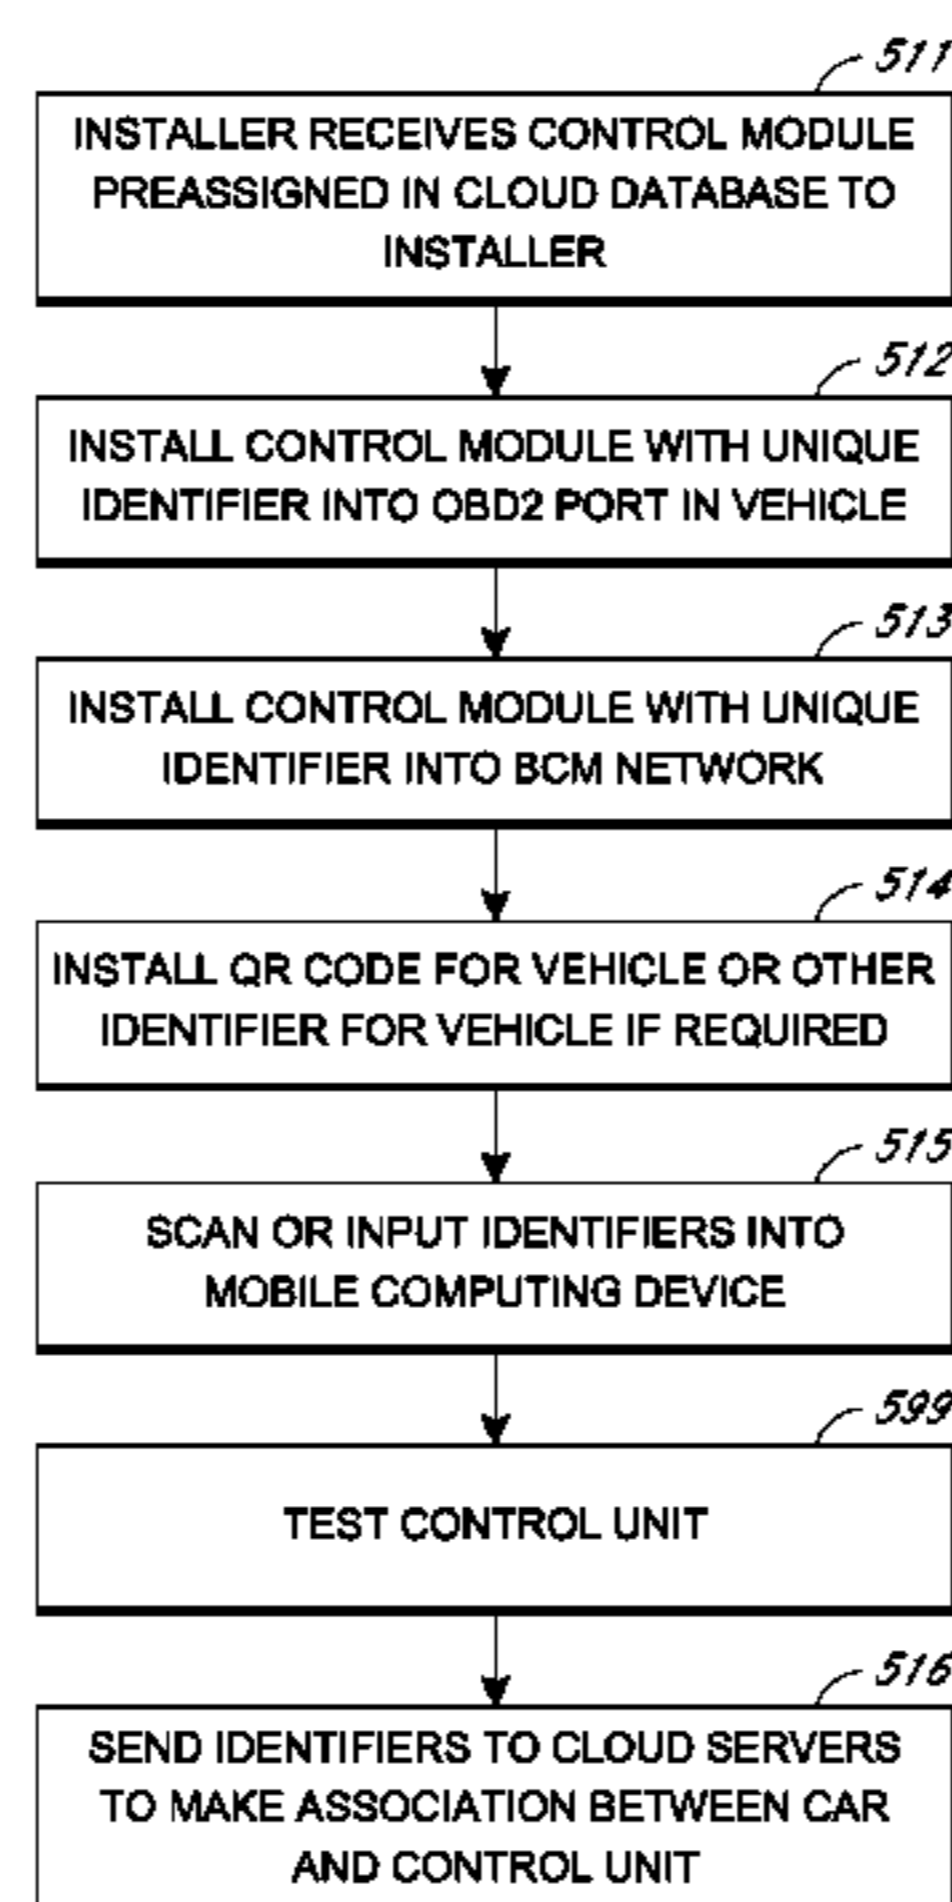 511
INSTALLER RECEIVES CONTROL MODULE
PREASSIGNED IN CLOUD DATABASE TO
INSTALLER
512
INSTALL CONTROL MODULE WITH UNIQUE
IDENTIFIER INTO OBD2 PORT IN VEHICLE
513
INSTALL CONTROL MODULE WITH UNIQUE
IDENTIFIER INTO BCM NETWORK
514
INSTALL QR CODE FOR VEHICLE OR OTHER
IDENTIFIER FOR VEHICLE IF REQUIRED
515
SCAN OR INPUT IDENTIFIERS INTO
MOBILE COMPUTING DEVICE
599
TEST CONTROL UNIT
516
SEND IDENTIFIERS TO CLOUD SERVERS
TO MAKE ASSOCIATION BETWEEN CAR
AND CONTROL UNIT